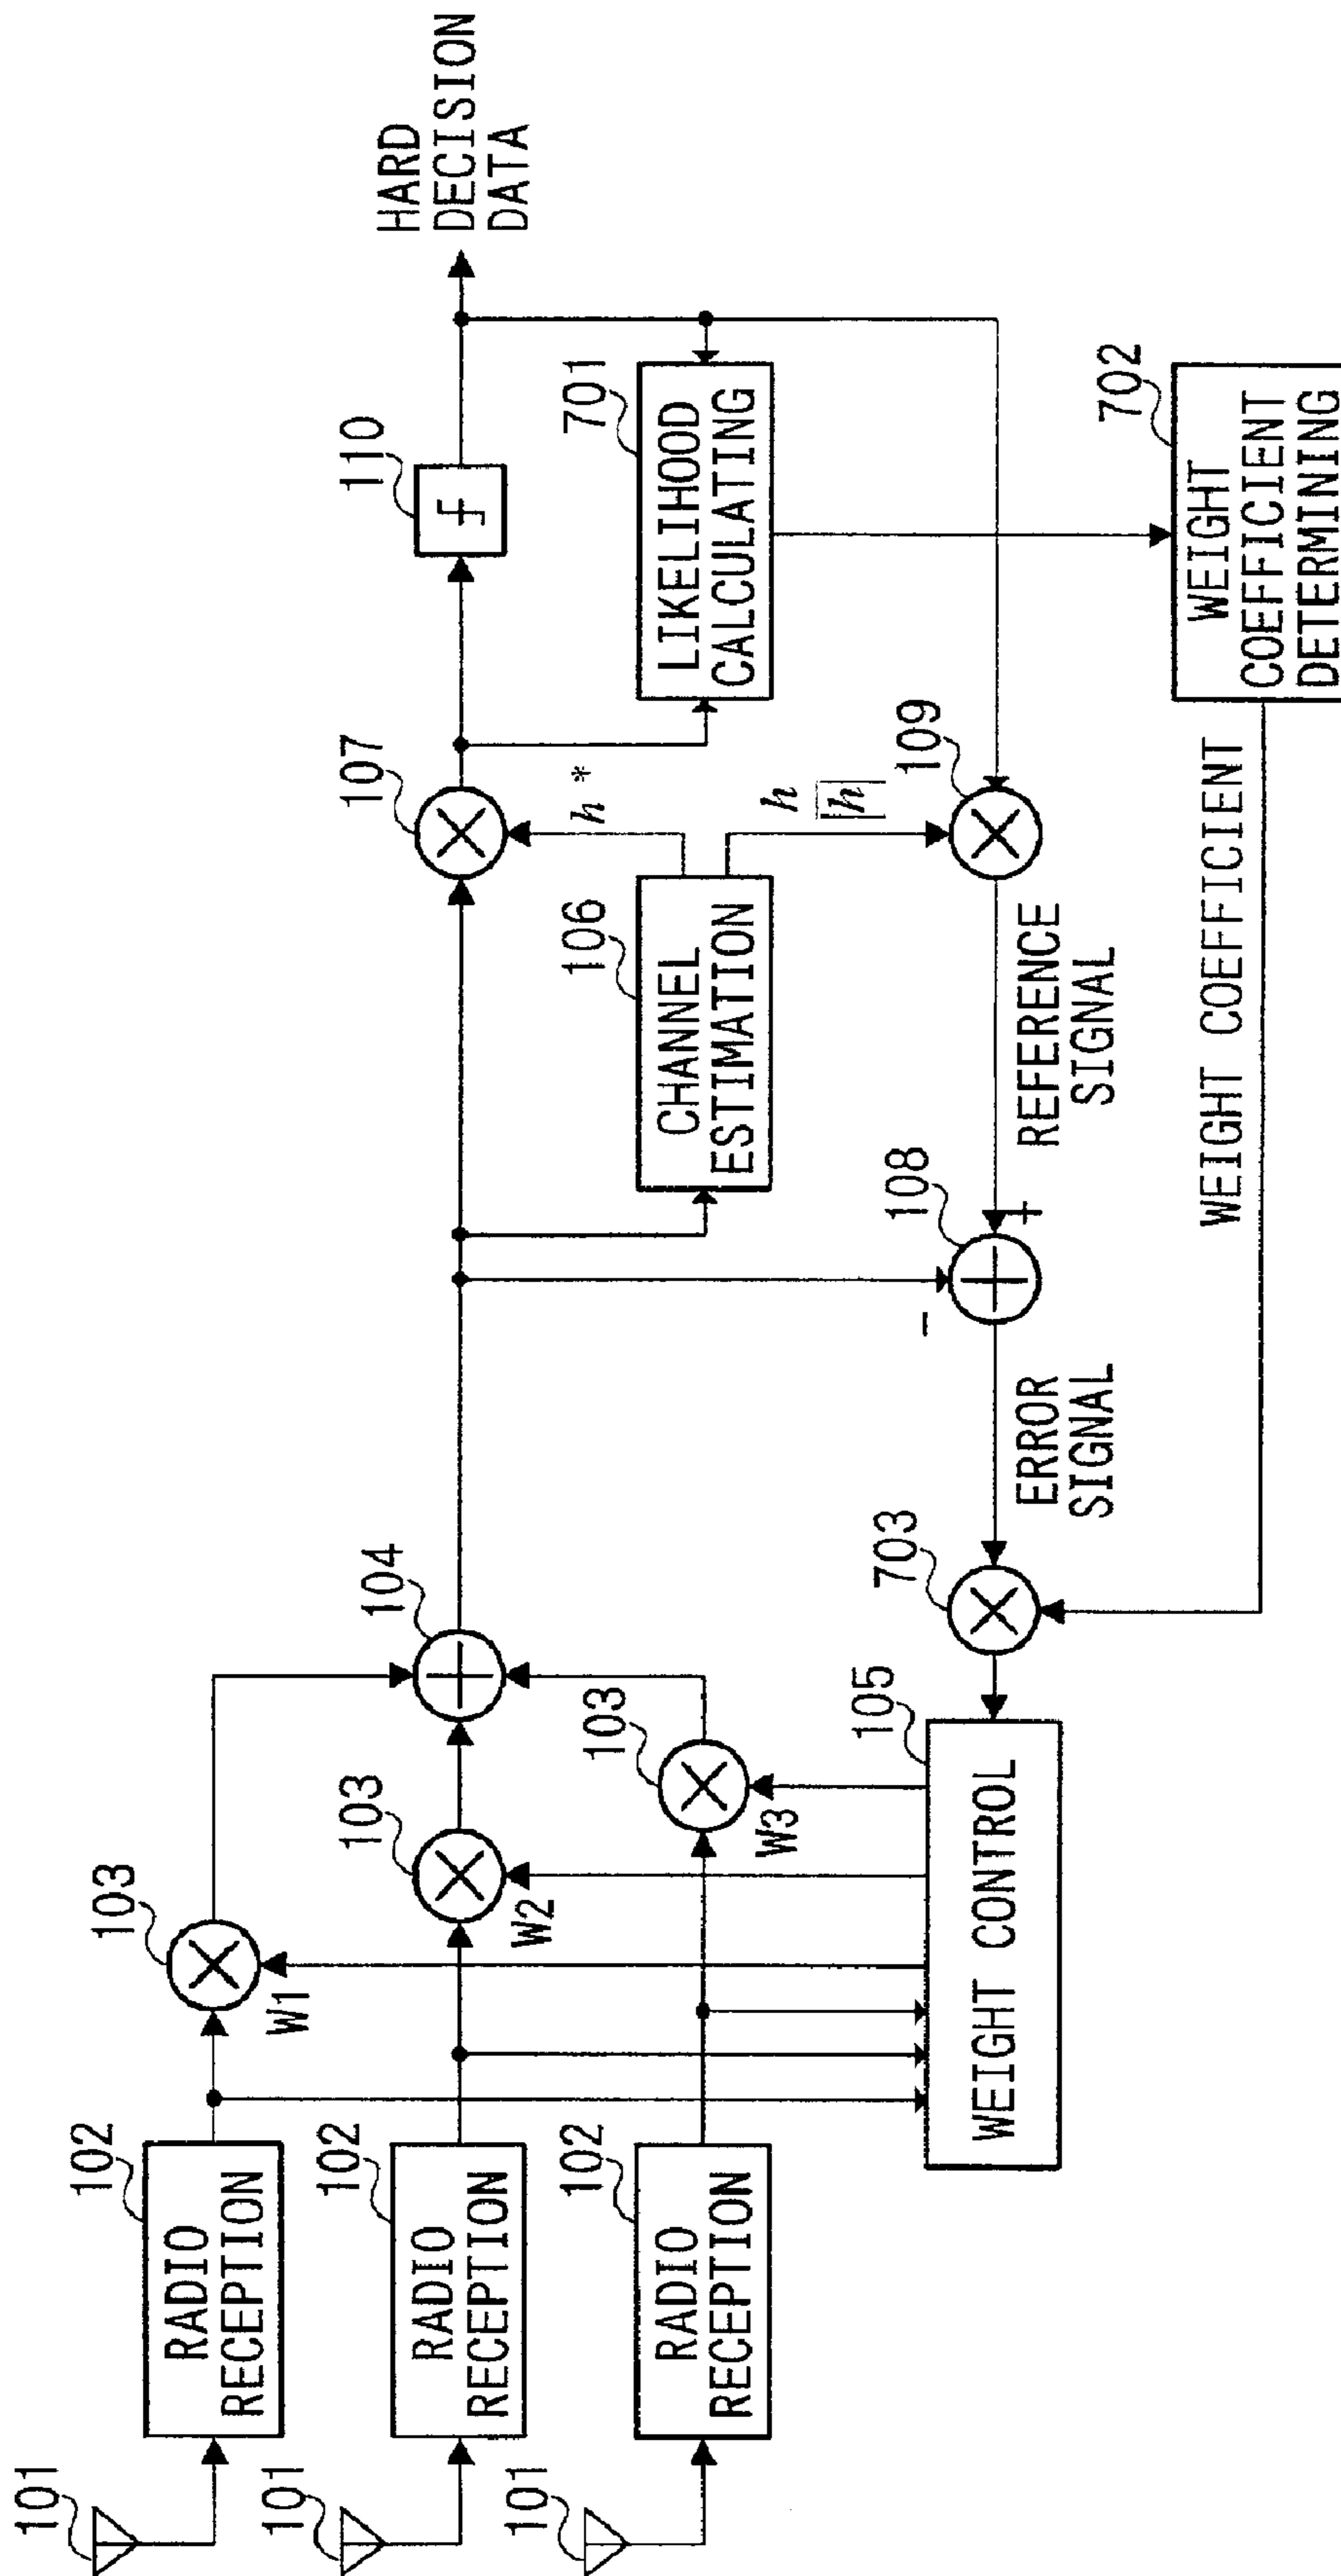 101
102
RADIO
RECEPTION
103
W1
101
102
RADIO
RECEPTION
103
W2
101
102
RADIO
RECEPTION
103
W3
104
105
WEIGHT CONTROL
107
h *
110
HARD
DECISION
DATA
106
CHANNEL
ESTIMATION
h
|h|
701
LIKELIHOOD
CALCULATING
109
REFERENCE
SIGNAL
108
+
-
ERROR
SIGNAL
703
702
WEIGHT
COEFFICIENT
DETERMINING
WEIGHT COEFFICIENT